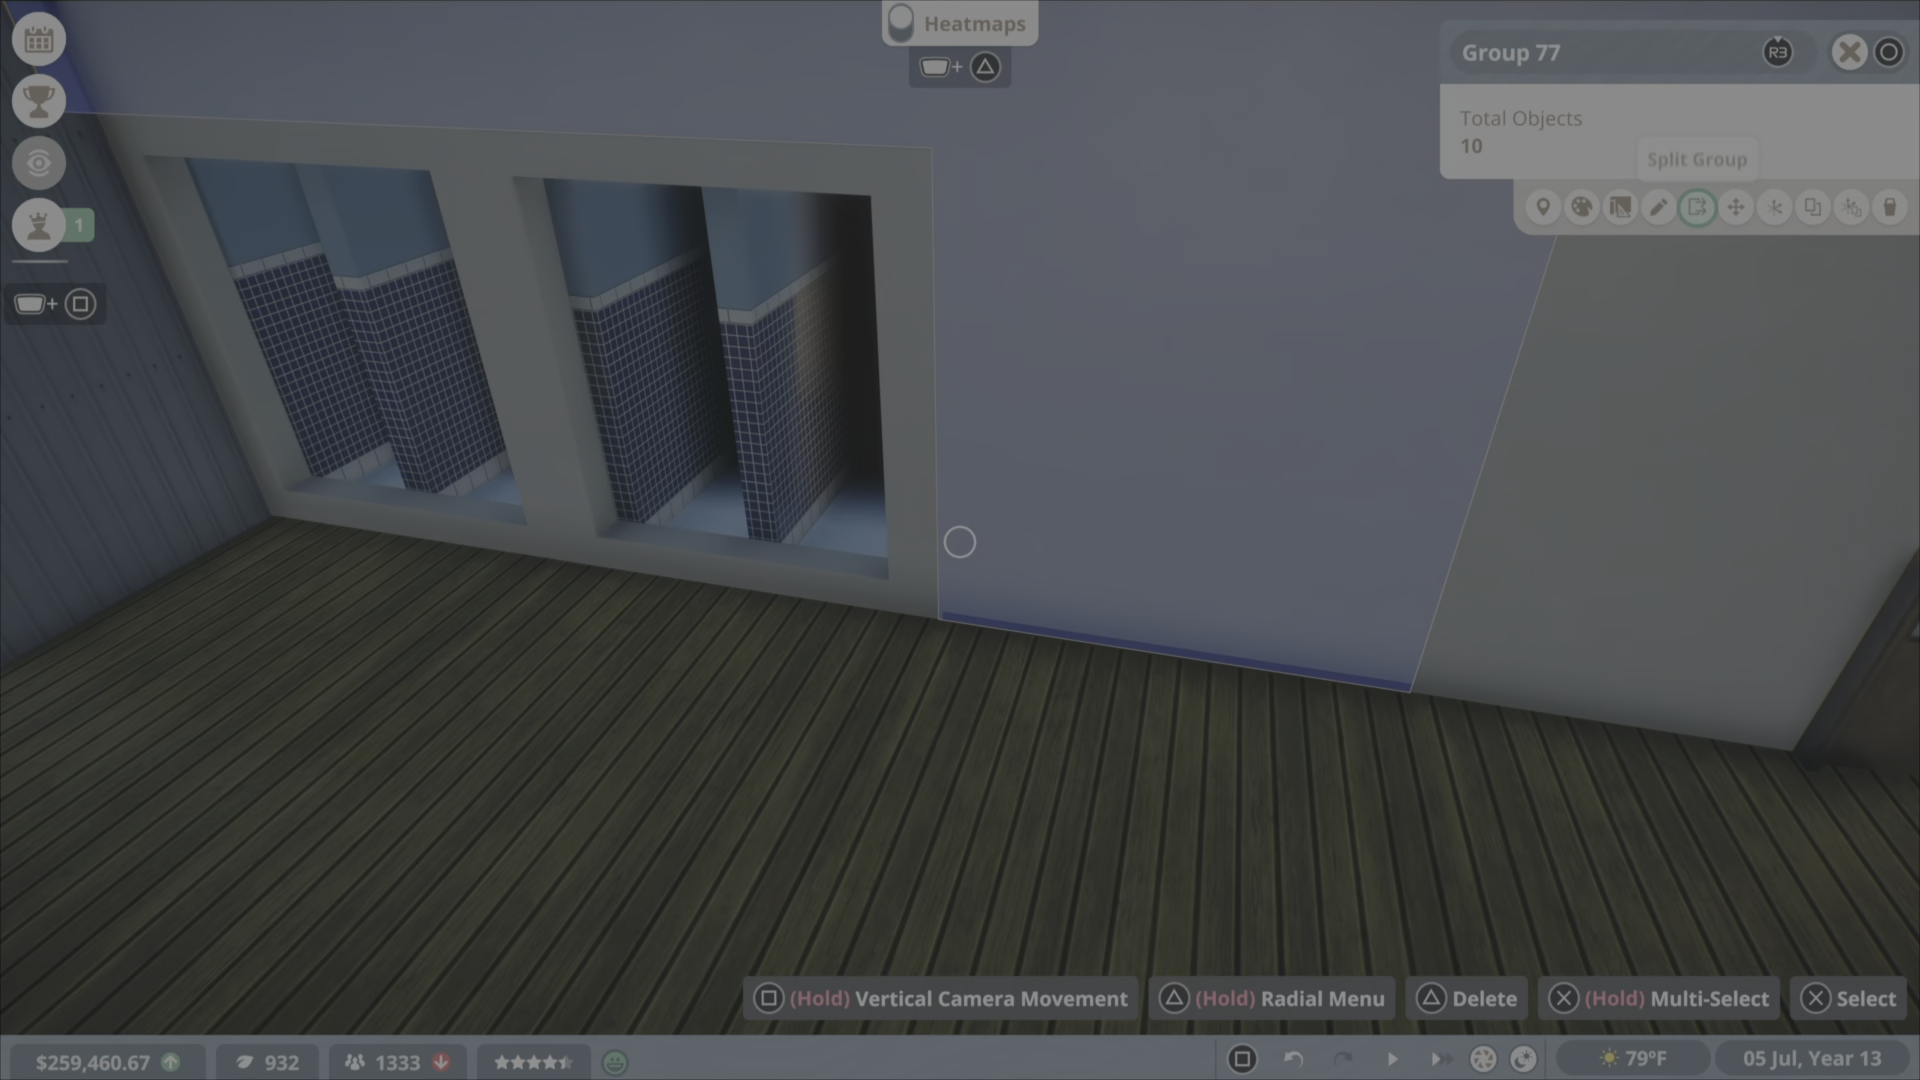 Heatmaps
+
Group 77
R3
Total Objects
10
Split Group
1
+
(Hold) Vertical Camera Movement
(Hold) Radial Menu
Delete
(Hold) Multi-Select
Select
$259,460.67
932
1333
79°F
05 Jul, Year 13